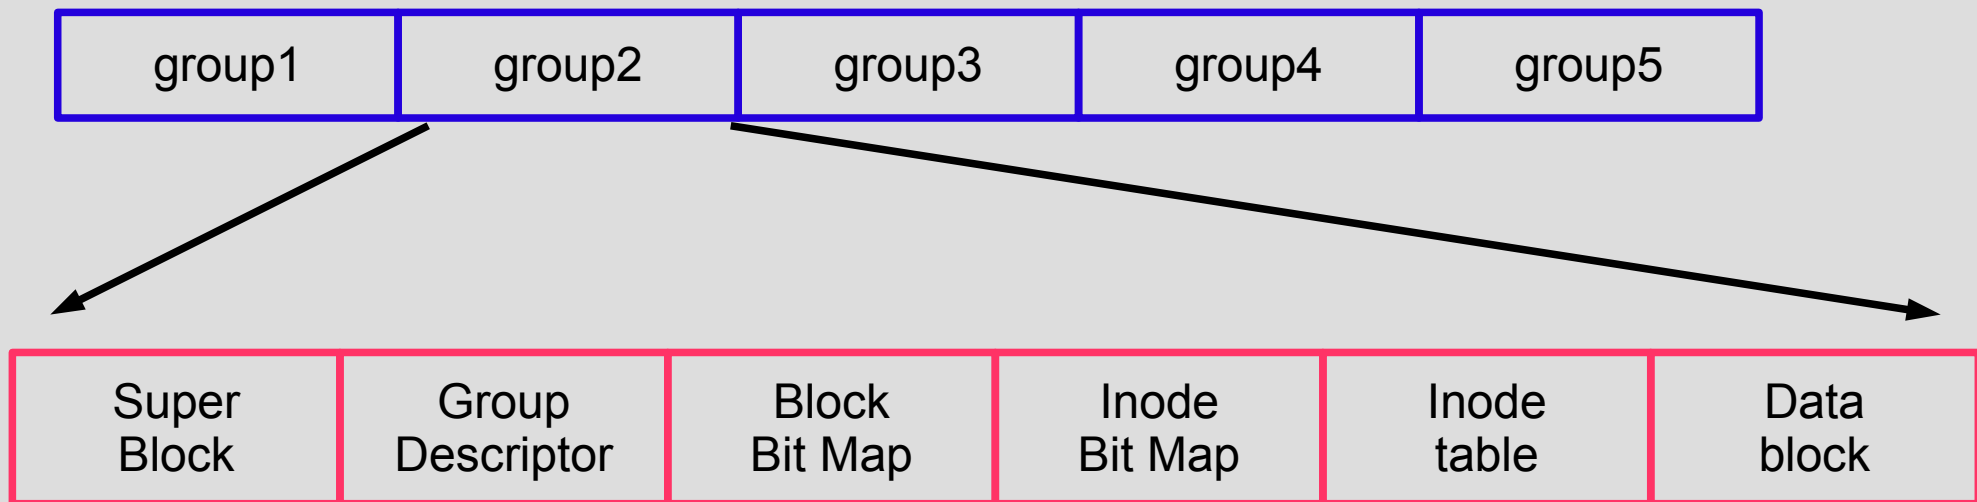 group1
group2
group3
group4
group5
Super
Block
Group
Descriptor
Block
Bit Map
Inode
Bit Map
Inode
table
Data
block